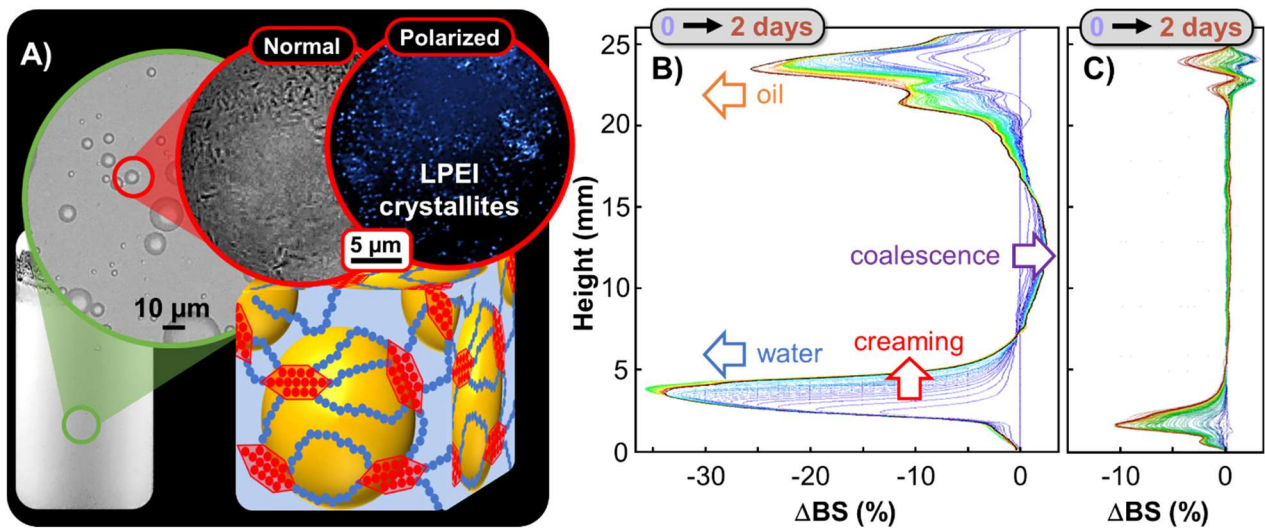 A)
Normal
Polarized
LPEI
crystallites
5 µm
10 µm
0 → 2 days
B)
oil
coalescence
creaming
water
Height (mm)
25
20
15
10
5
0
-30
-20
-10
0
ΔBS (%)
0 → 2 days
C)
-10
0
ΔBS (%)